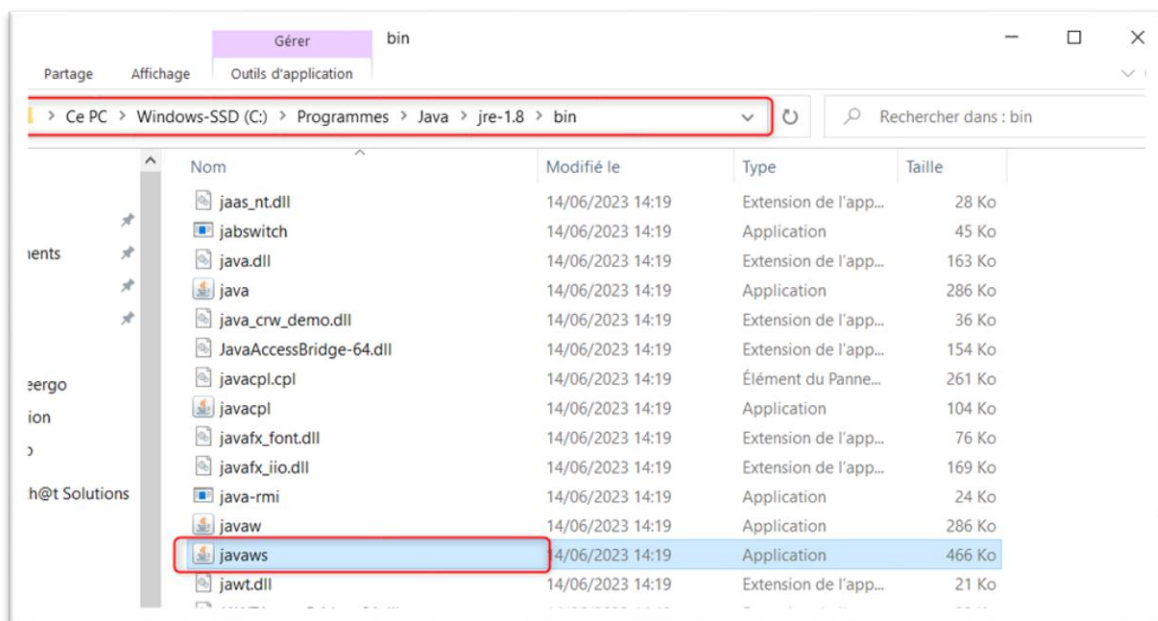 Gérer bin
Partage Affichage Outils d'application
> Ce PC > Windows-SSD (C:) > Programmes > Java > jre-1.8 > bin Rechercher dans : bin
Nom Modifié le Type Taille
jaas_nt.dll 14/06/2023 14:19 Extension de l'app... 28 Ko
jabswitch 14/06/2023 14:19 Application 45 Ko
ients java.dll 14/06/2023 14:19 Extension de l'app... 163 Ko
java 14/06/2023 14:19 Application 286 Ko
java_crw_demo.dll 14/06/2023 14:19 Extension de l'app... 36 Ko
JavaAccessBridge-64.dll 14/06/2023 14:19 Extension de l'app... 154 Ko
eergo javacpl.cpl 14/06/2023 14:19 Élément du Panne... 261 Ko
ion javacpl 14/06/2023 14:19 Application 104 Ko
javafx_font.dll 14/06/2023 14:19 Extension de l'app... 76 Ko
javafx_iio.dll 14/06/2023 14:19 Extension de l'app... 169 Ko
h@t Solutions java-rmi 14/06/2023 14:19 Application 24 Ko
javaw 14/06/2023 14:19 Application 286 Ko
javaws 14/06/2023 14:19 Application 466 Ko
jawt.dll 14/06/2023 14:19 Extension de l'app... 21 Ko